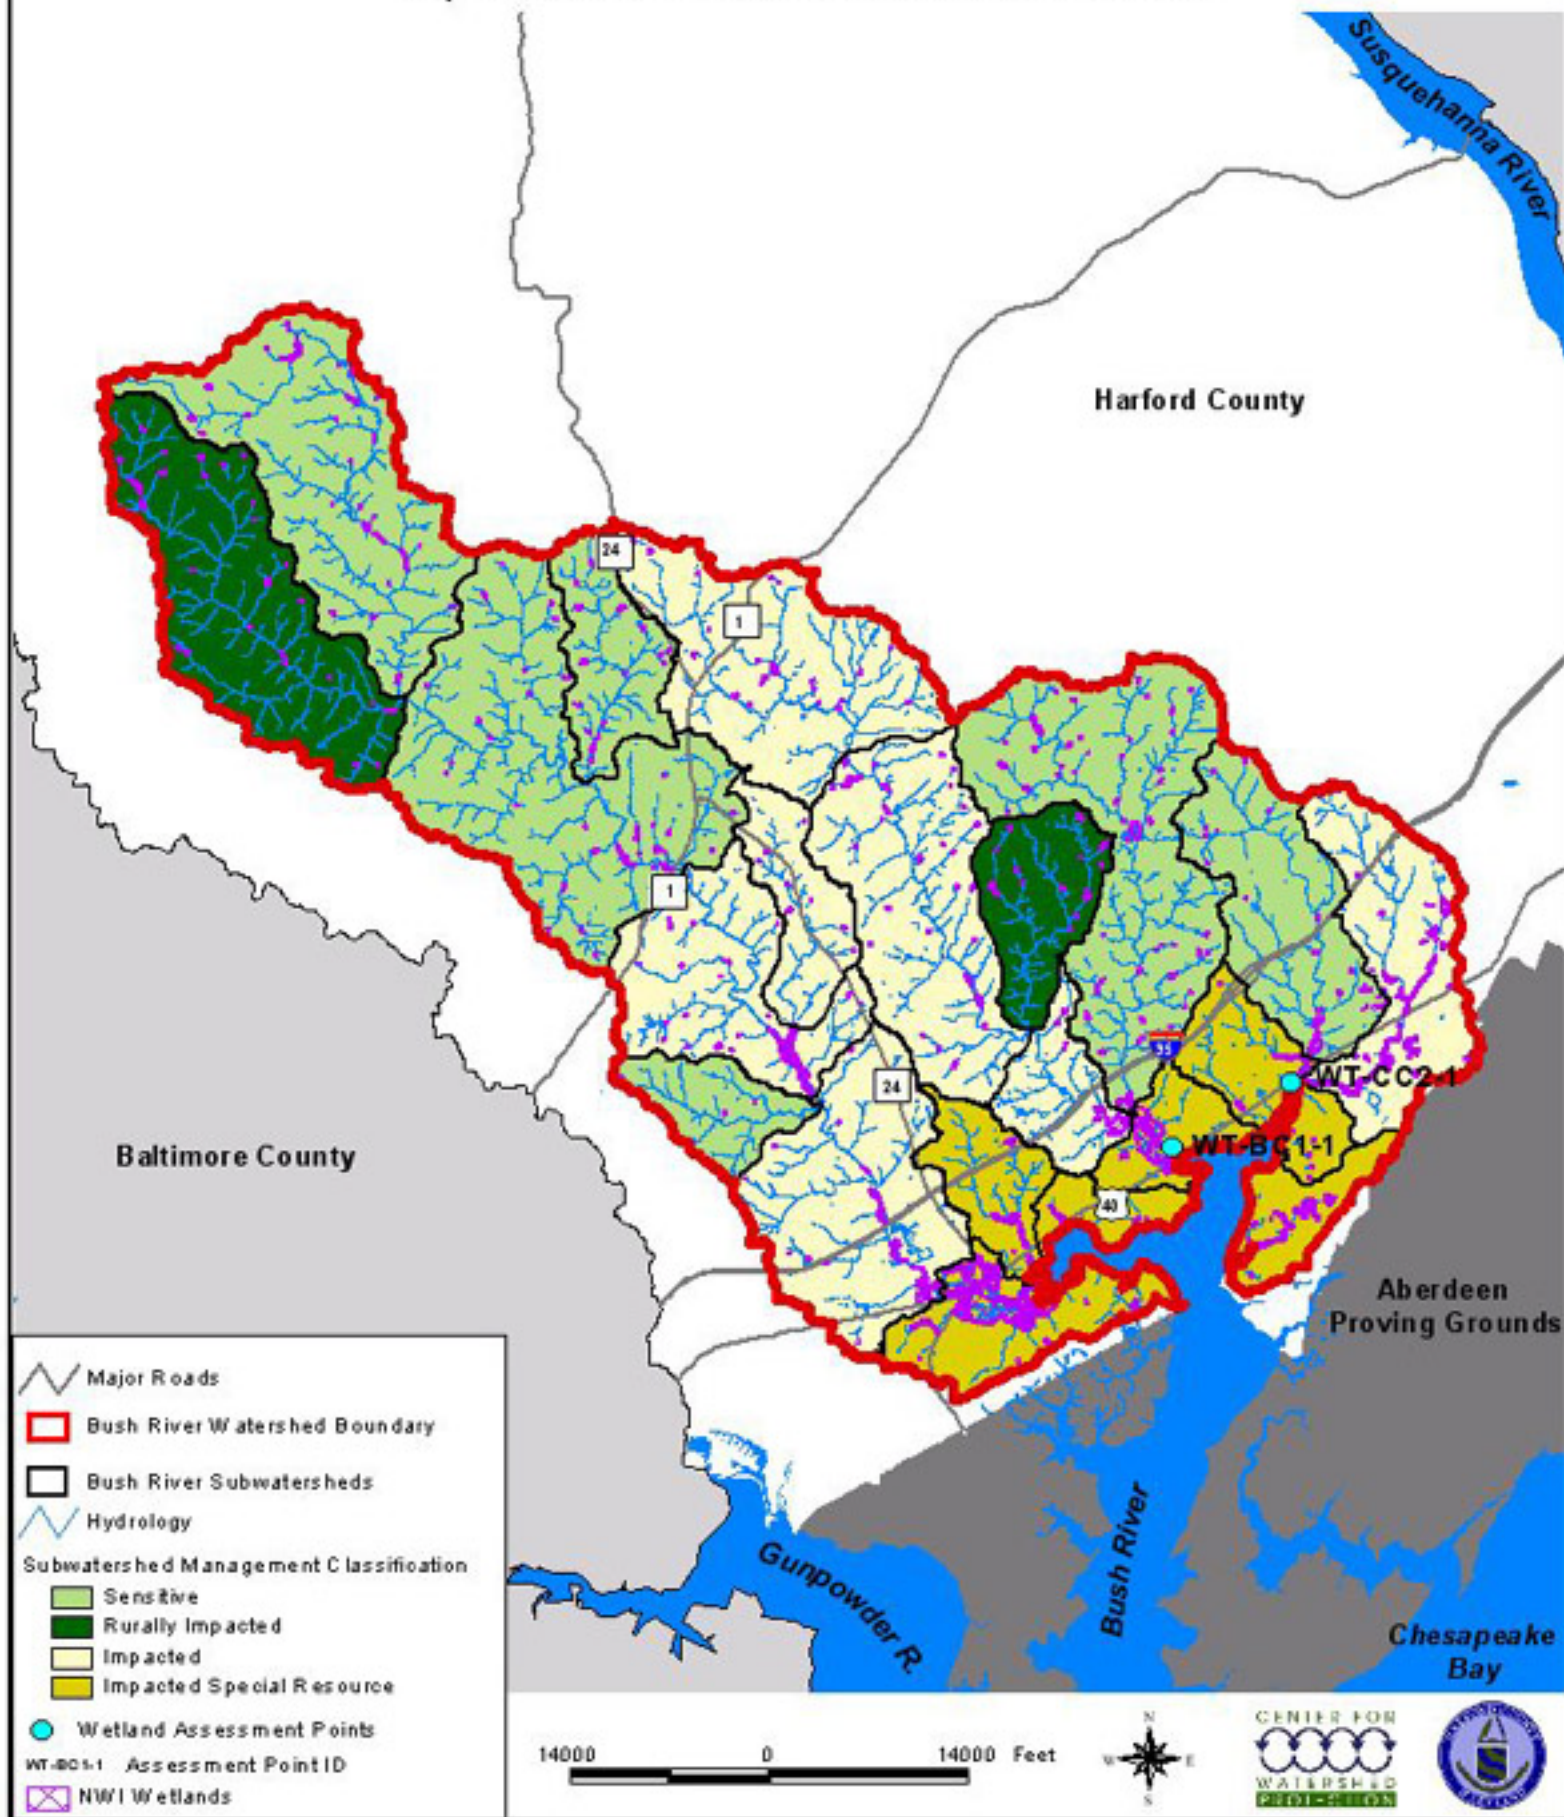 Susquehanna River
Harford County
24
1
1
95
WT-CC2-1
24
WT-BC1-1
Baltimore County
40
Aberdeen
Proving Grounds
Major Roads
Bush River Watershed Boundary
Bush River Subwatersheds
Hydrology
Subwatershed Management Classification
Sensitive
Rurally Impacted
Impacted
Impacted Special Resource
Wetland Assessment Points
WT-BC1-1 Assessment Point ID
NWI Wetlands
Gunpowder R.
Bush River
Chesapeake
Bay
14000 0 14000 Feet
N
W E
S
CENTER FOR
WATERSHED
PROTECTION